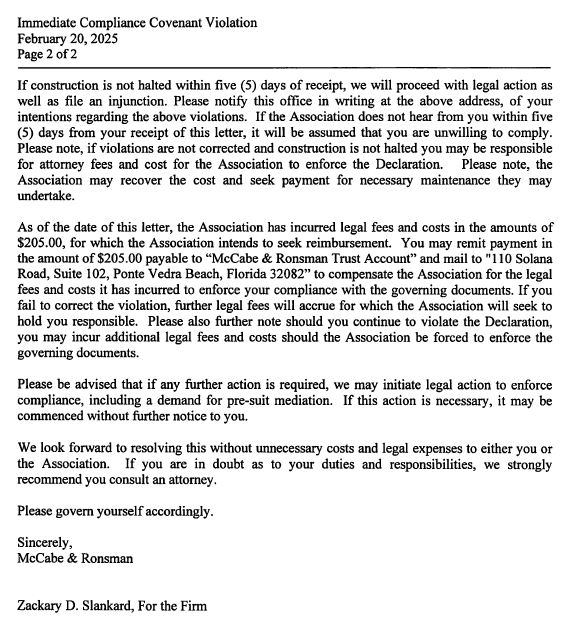 Immediate Compliance Covenant Violation
February 20, 2025
Page 2 of 2
If construction is not halted within five (5) days of receipt, we will proceed with legal action as
well as file an injunction. Please notify this office in writing at the above address, of your
intentions regarding the above violations. If the Association does not hear from you within five
(5) days from your receipt of this letter, it will be assumed that you are unwilling to comply.
Please note, if violations are not corrected and construction is not halted you may be responsible
for attorney fees and cost for the Association to enforce the Declaration. Please note, the
Association may recover the cost and seek payment for necessary maintenance they may
undertake.
As of the date of this letter, the Association has incurred legal fees and costs in the amounts of
$205.00, for which the Association intends to seek reimbursement. You may remit payment in
the amount of $205.00 payable to “McCabe & Ronsman Trust Account” and mail to "110 Solana
Road, Suite 102, Ponte Vedra Beach, Florida 32082” to compensate the Association for the legal
fees and costs it has incurred to enforce your compliance with the governing documents. If you
fail to correct the violation, further legal fees will accrue for which the Association will seek to
hold you responsible. Please also further note should you continue to violate the Declaration,
you may incur additional legal fees and costs should the Association be forced to enforce the
governing documents.
Please be advised that if any further action is required, we may initiate legal action to enforce
compliance, including a demand for pre-suit mediation. If this action is necessary, it may be
commenced without further notice to you.
We look forward to resolving this without unnecessary costs and legal expenses to either you or
the Association. If you are in doubt as to your duties and responsibilities, we strongly
recommend you consult an attorney.
Please govern yourself accordingly.
Sincerely,
McCabe & Ronsman
Zackary D. Slankard, For the Firm